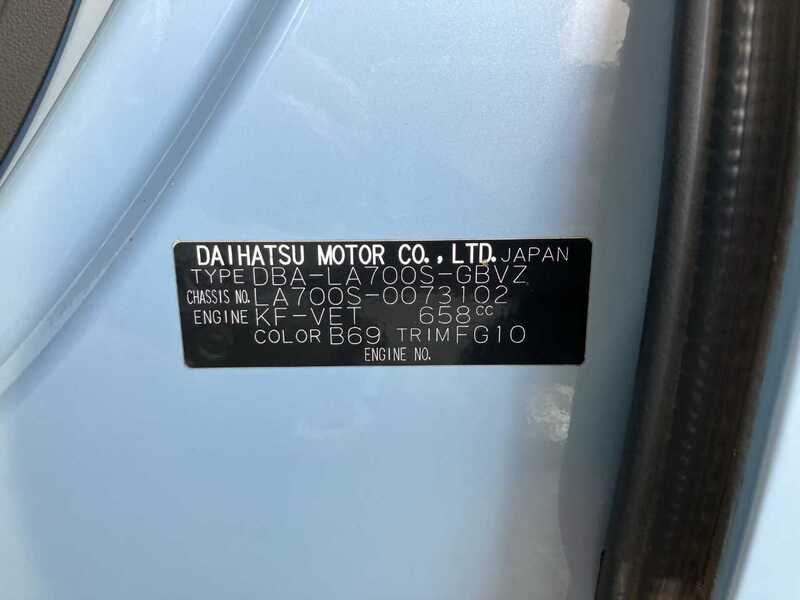 DAIHATSU MOTOR CO.,LTD. JAPAN
TYPE DBA-LA700S-GBVZ
CHASSIS NO. LA700S-0073102
ENGINE KF-VET 658CC
COLOR B69 TRIM FG10
ENGINE NO.